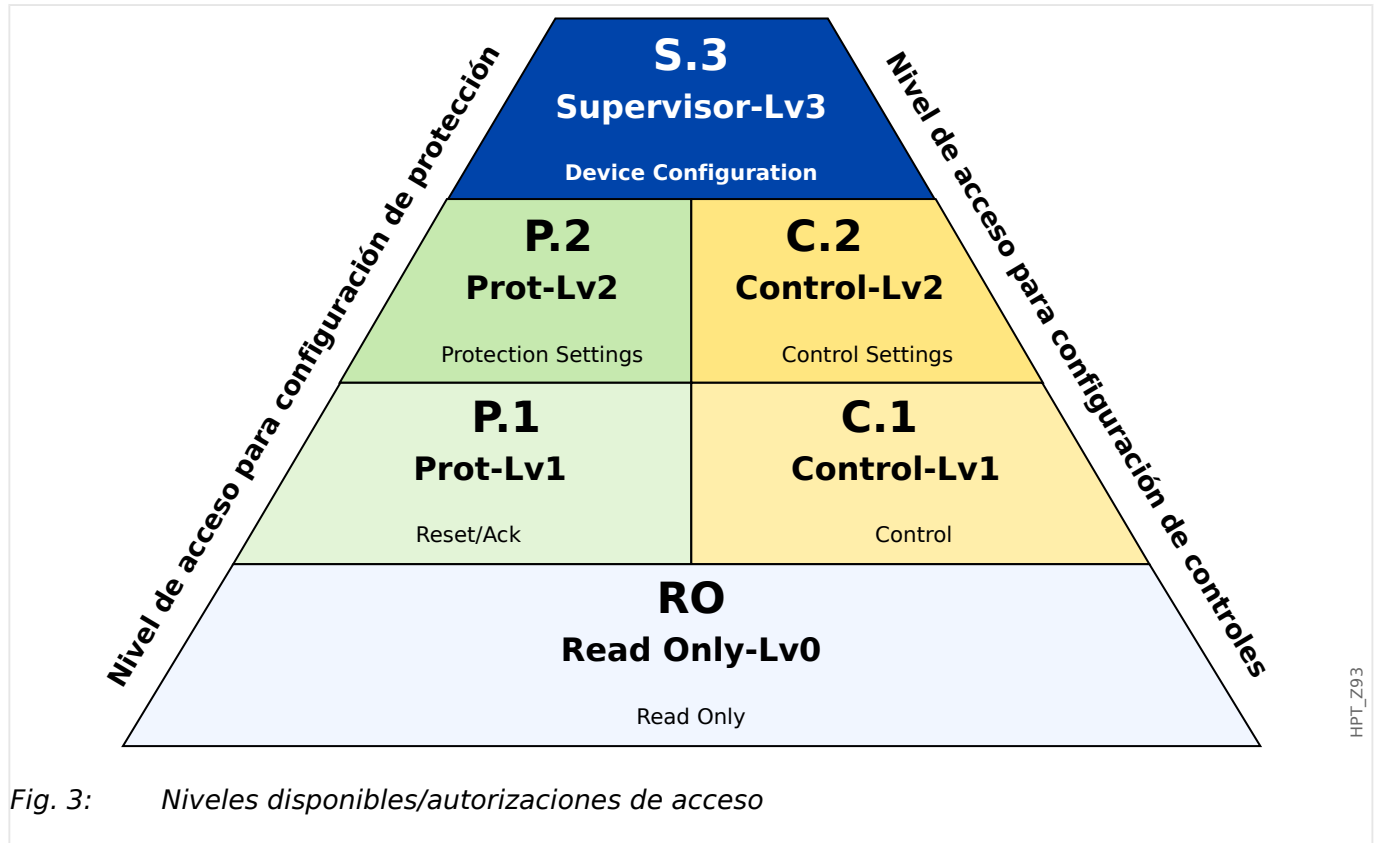 Nivel de acceso para configuración de protección
Nivel de acceso para configuración de controles
S.3
Supervisor-Lv3
Device Configuration
P.2
Prot-Lv2
Protection Settings
C.2
Control-Lv2
Control Settings
P.1
Prot-Lv1
Reset/Ack
C.1
Control-Lv1
Control
RO
Read Only-Lv0
Read Only
HPT_Z93
Fig. 3: Niveles disponibles/autorizaciones de acceso